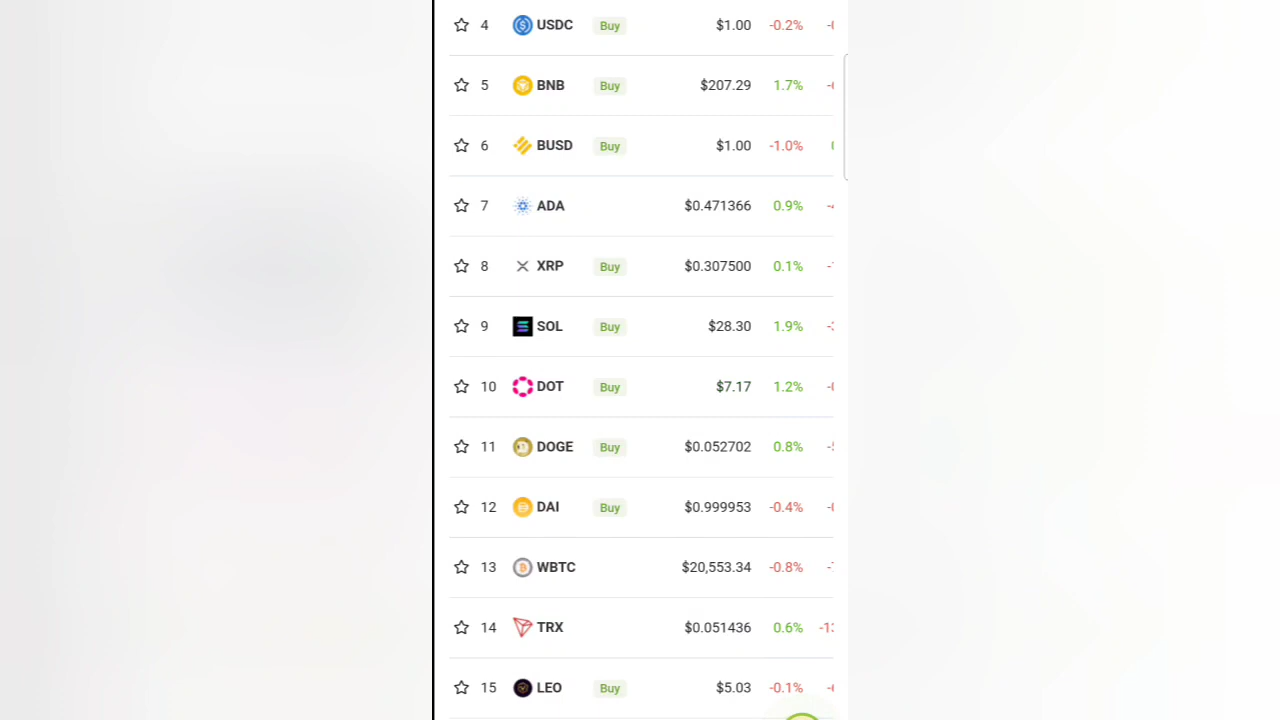 4 USDC Buy $1.00 -0.2%
5 BNB Buy $207.29 1.7%
6 BUSD Buy $1.00 -1.0%
7 ADA $0.471366 0.9%
8 XRP Buy $0.307500 0.1%
9 SOL Buy $28.30 1.9%
10 DOT Buy $7.17 1.2%
11 DOGE Buy $0.052702 0.8%
12 DAI Buy $0.999953 -0.4%
13 WBTC $20,553.34 -0.8%
14 TRX $0.051436 0.6%
15 LEO Buy $5.03 -0.1%